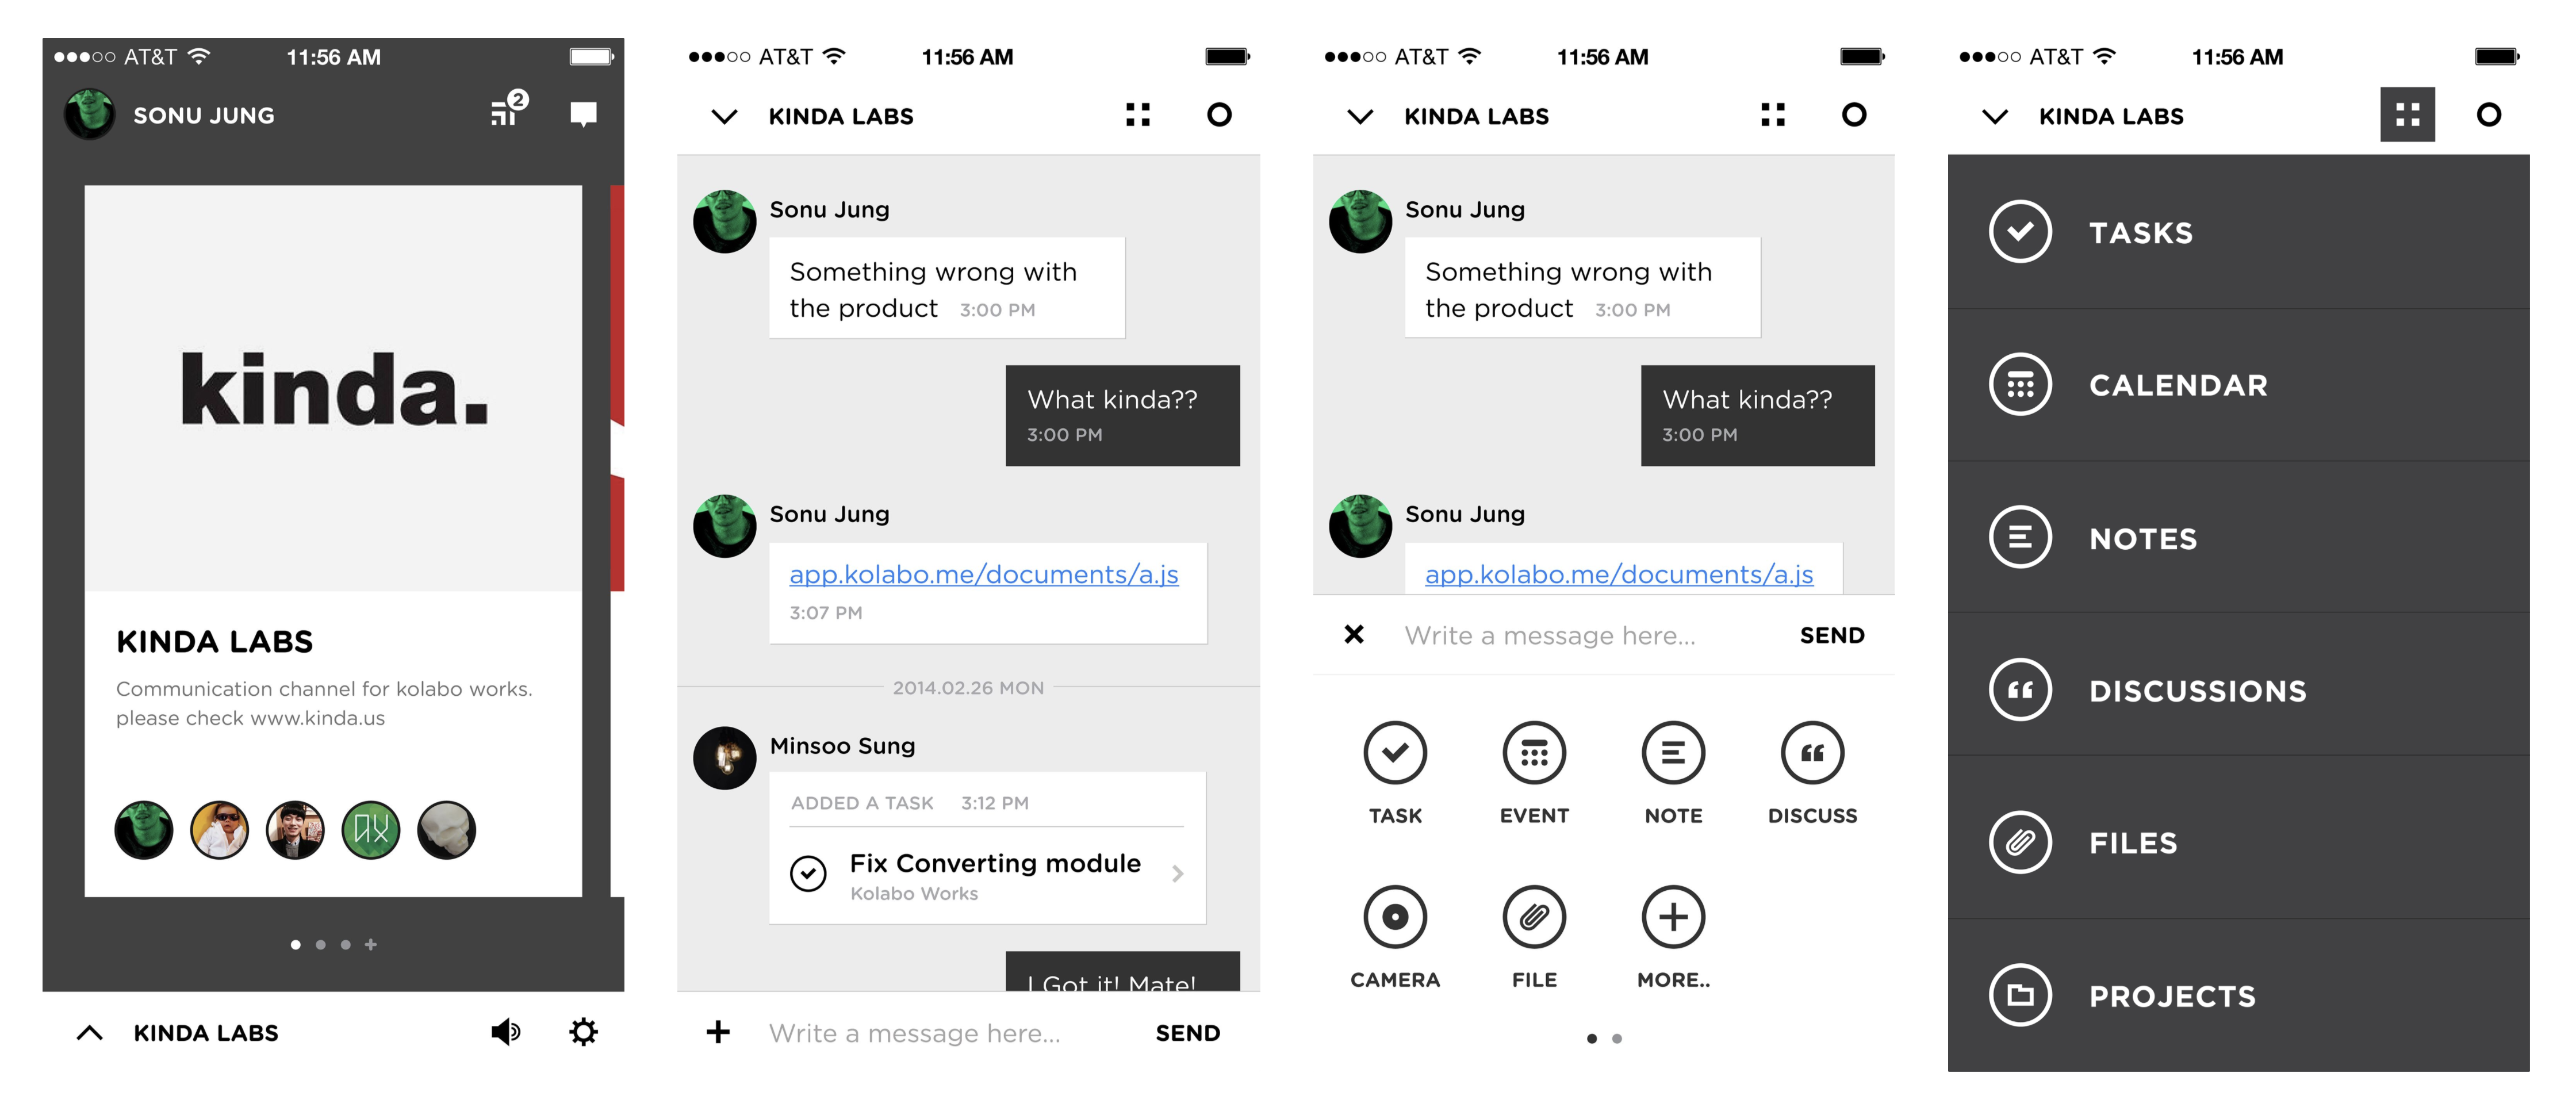 AT&T 11:56 AM
SONU JUNG 2
kinda.
KINDA LABS
Communication channel for kolabo works.
please check www.kinda.us
KINDA LABS
AT&T 11:56 AM
KINDA LABS
Sonu Jung
Something wrong with
the product 3:00 PM
What kinda??
3:00 PM
Sonu Jung
app.kolabo.me/documents/a.js
3:07 PM
2014.02.26 MON
Minsoo Sung
ADDED A TASK 3:12 PM
Fix Converting module
Kolabo Works
I Got it! Mate!
Write a message here... SEND
AT&T 11:56 AM
KINDA LABS
Sonu Jung
Something wrong with
the product 3:00 PM
What kinda??
3:00 PM
Sonu Jung
app.kolabo.me/documents/a.js
Write a message here... SEND
TASK EVENT NOTE DISCUSS
CAMERA FILE MORE..
AT&T 11:56 AM
KINDA LABS
TASKS
CALENDAR
NOTES
DISCUSSIONS
FILES
PROJECTS